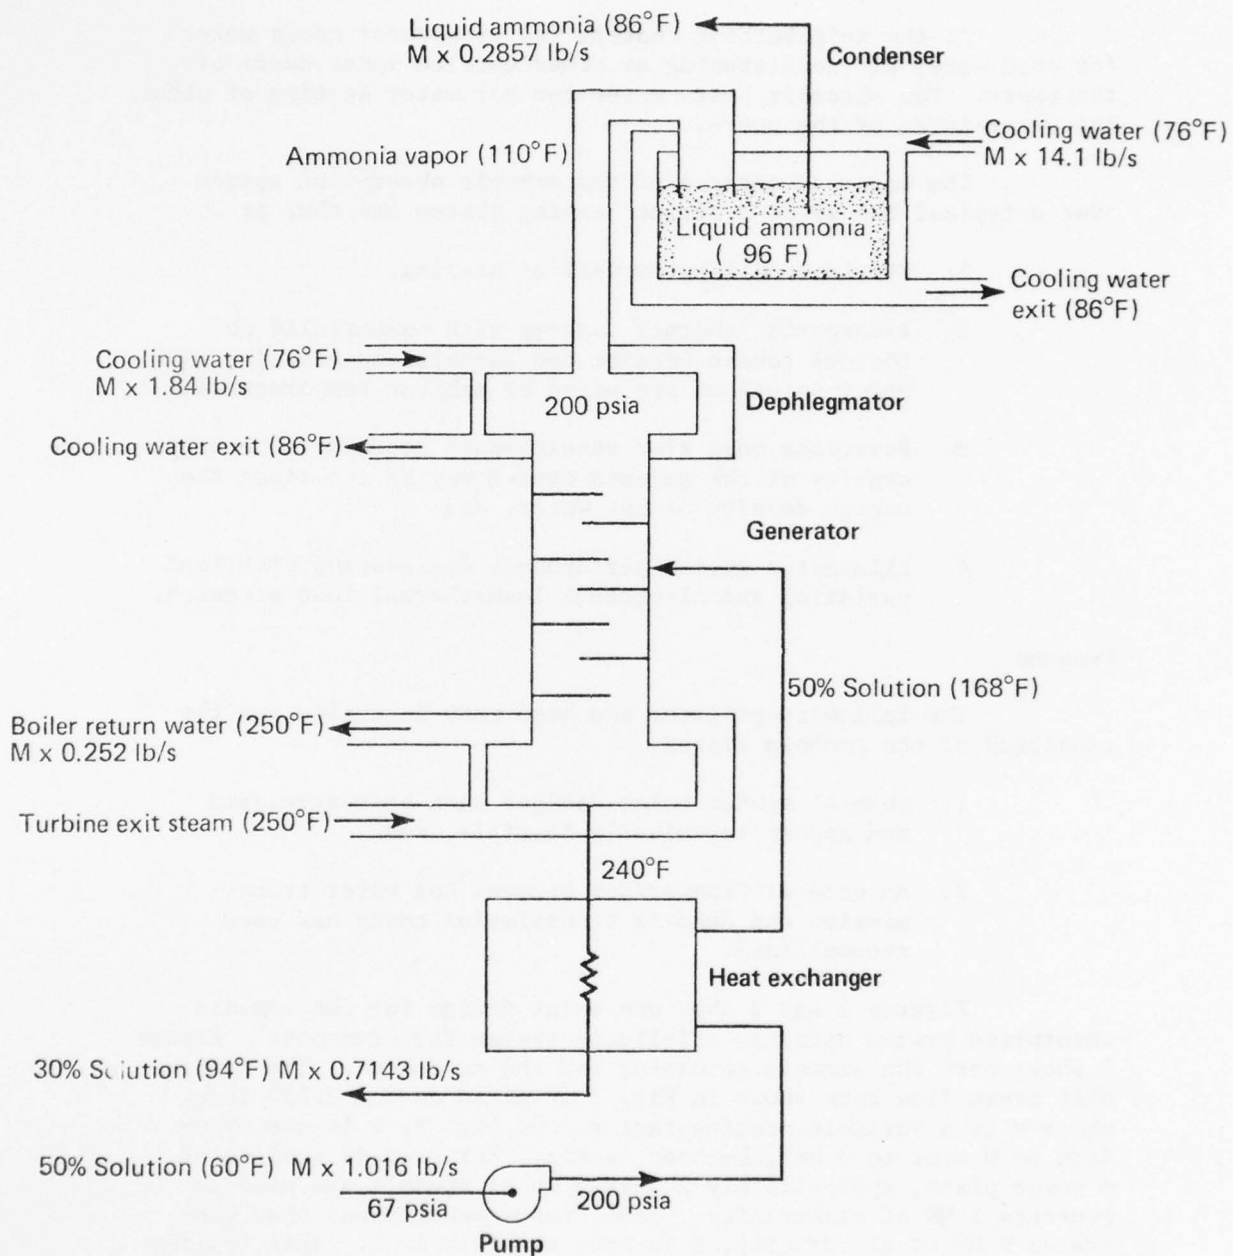 Liquid ammonia (86°F)
M x 0.2857 lb/s
Condenser
Ammonia vapor (110°F)
Cooling water (76°F)
M x 14.1 lb/s
Liquid ammonia
( 96 F)
Cooling water
exit (86°F)
Cooling water (76°F)
M x 1.84 lb/s
200 psia
Dephlegmator
Cooling water exit (86°F)
Generator
50% Solution (168°F)
Boiler return water (250°F)
M x 0.252 lb/s
Turbine exit steam (250°F)
240°F
Heat exchanger
30% Solution (94°F) M x 0.7143 lb/s
50% Solution (60°F) M x 1.016 lb/s
67 psia
200 psia
Pump